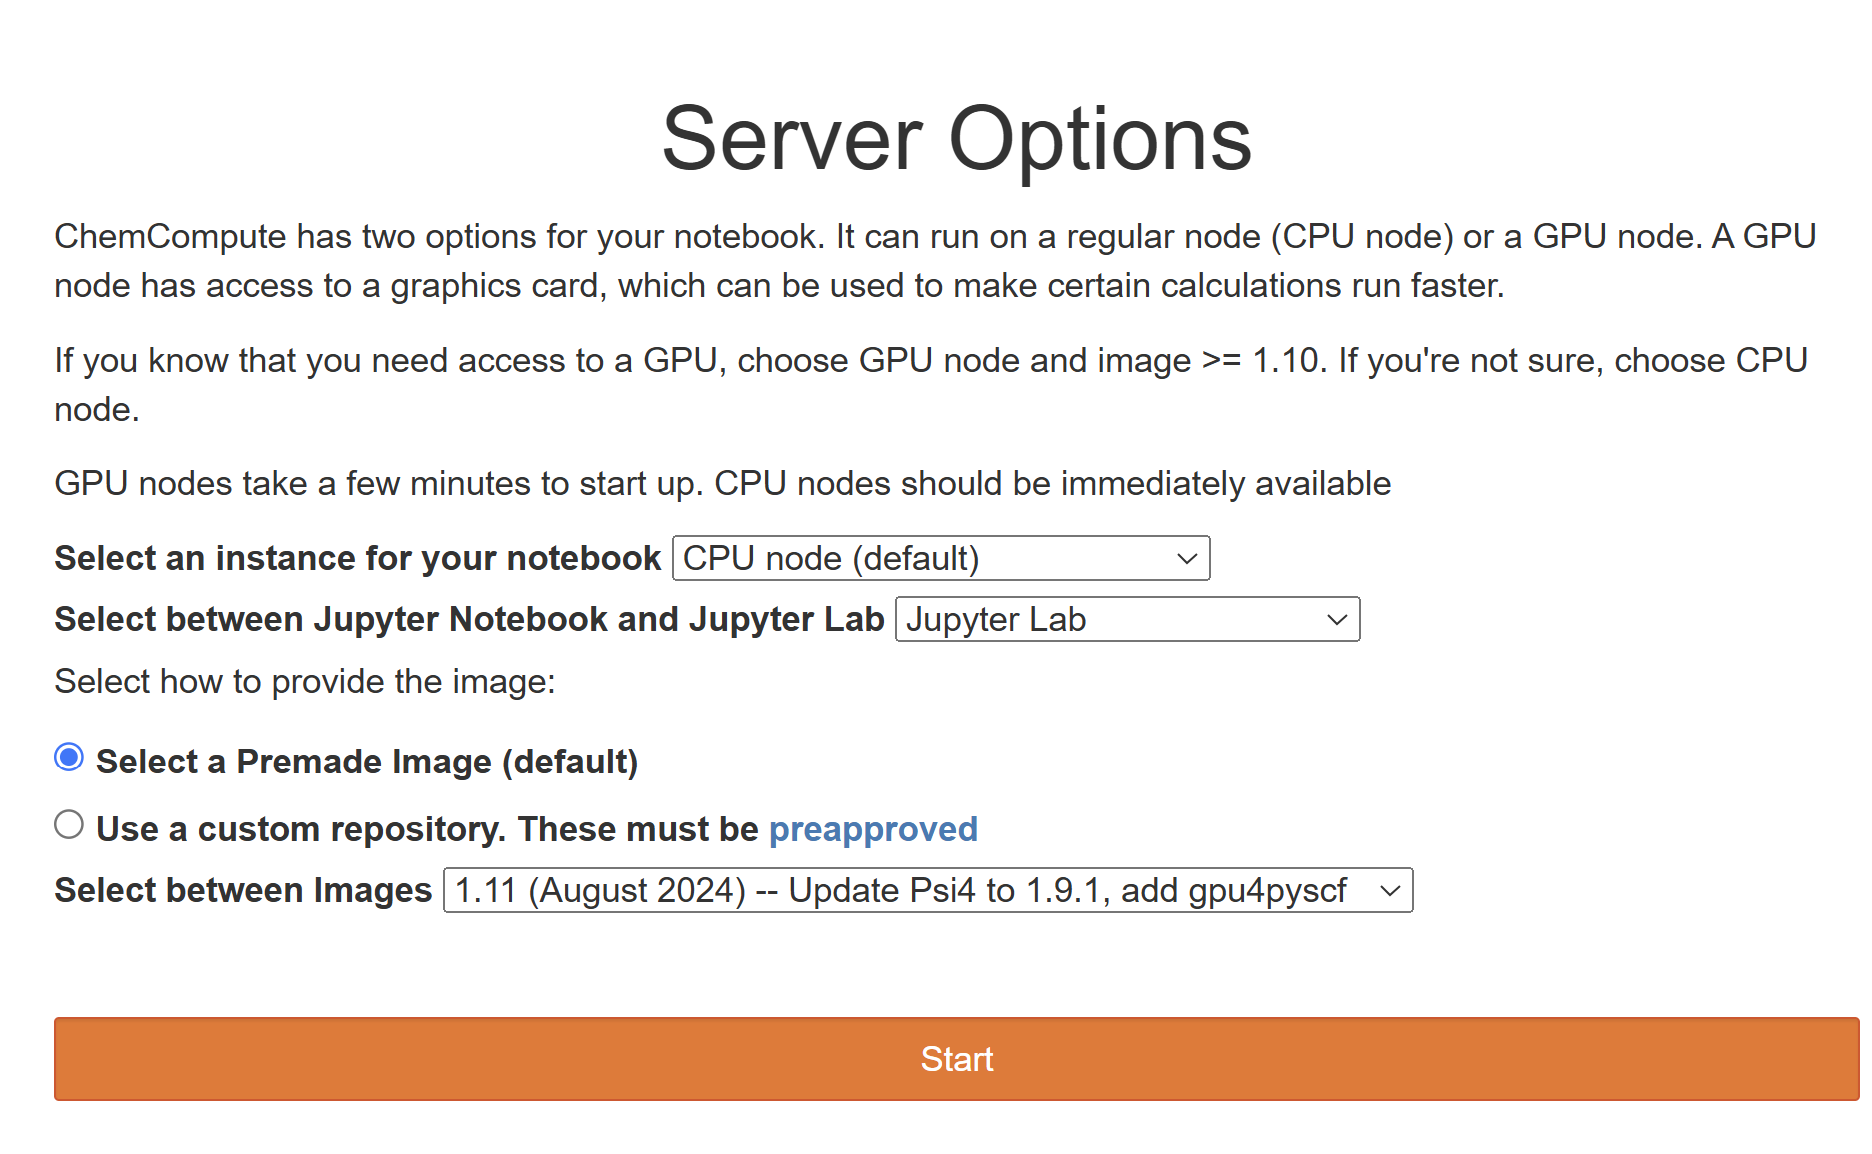 Server Options
ChemCompute has two options for your notebook. It can run on a regular node (CPU node) or a GPU node. A GPU
node has access to a graphics card, which can be used to make certain calculations run faster.
If you know that you need access to a GPU, choose GPU node and image >= 1.10. If you're not sure, choose CPU
node.
GPU nodes take a few minutes to start up. CPU nodes should be immediately available
Select an instance for your notebook CPU node (default)
Select between Jupyter Notebook and Jupyter Lab Jupyter Lab
Select how to provide the image:
Select a Premade Image (default)
Use a custom repository. These must be preapproved
Select between Images 1.11 (August 2024) -- Update Psi4 to 1.9.1, add gpu4pyscf
Start